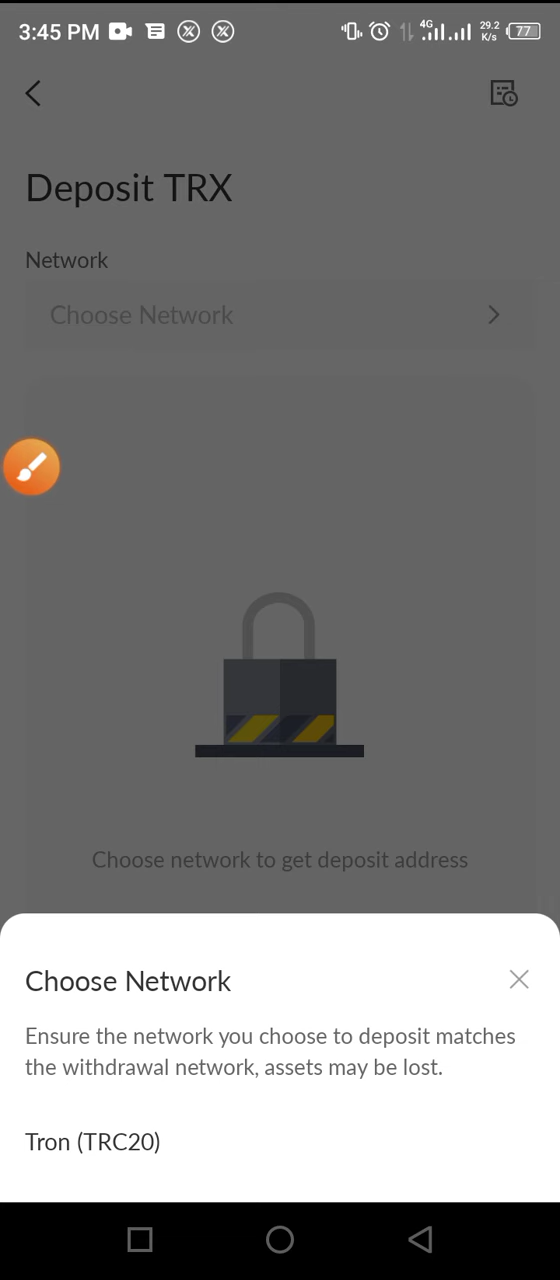 3:45 PM
4G
29.2
K/s
77
Deposit TRX
Network
Choose Network
Choose network to get deposit address
Choose Network
Ensure the network you choose to deposit matches
the withdrawal network, assets may be lost.
Tron (TRC20)